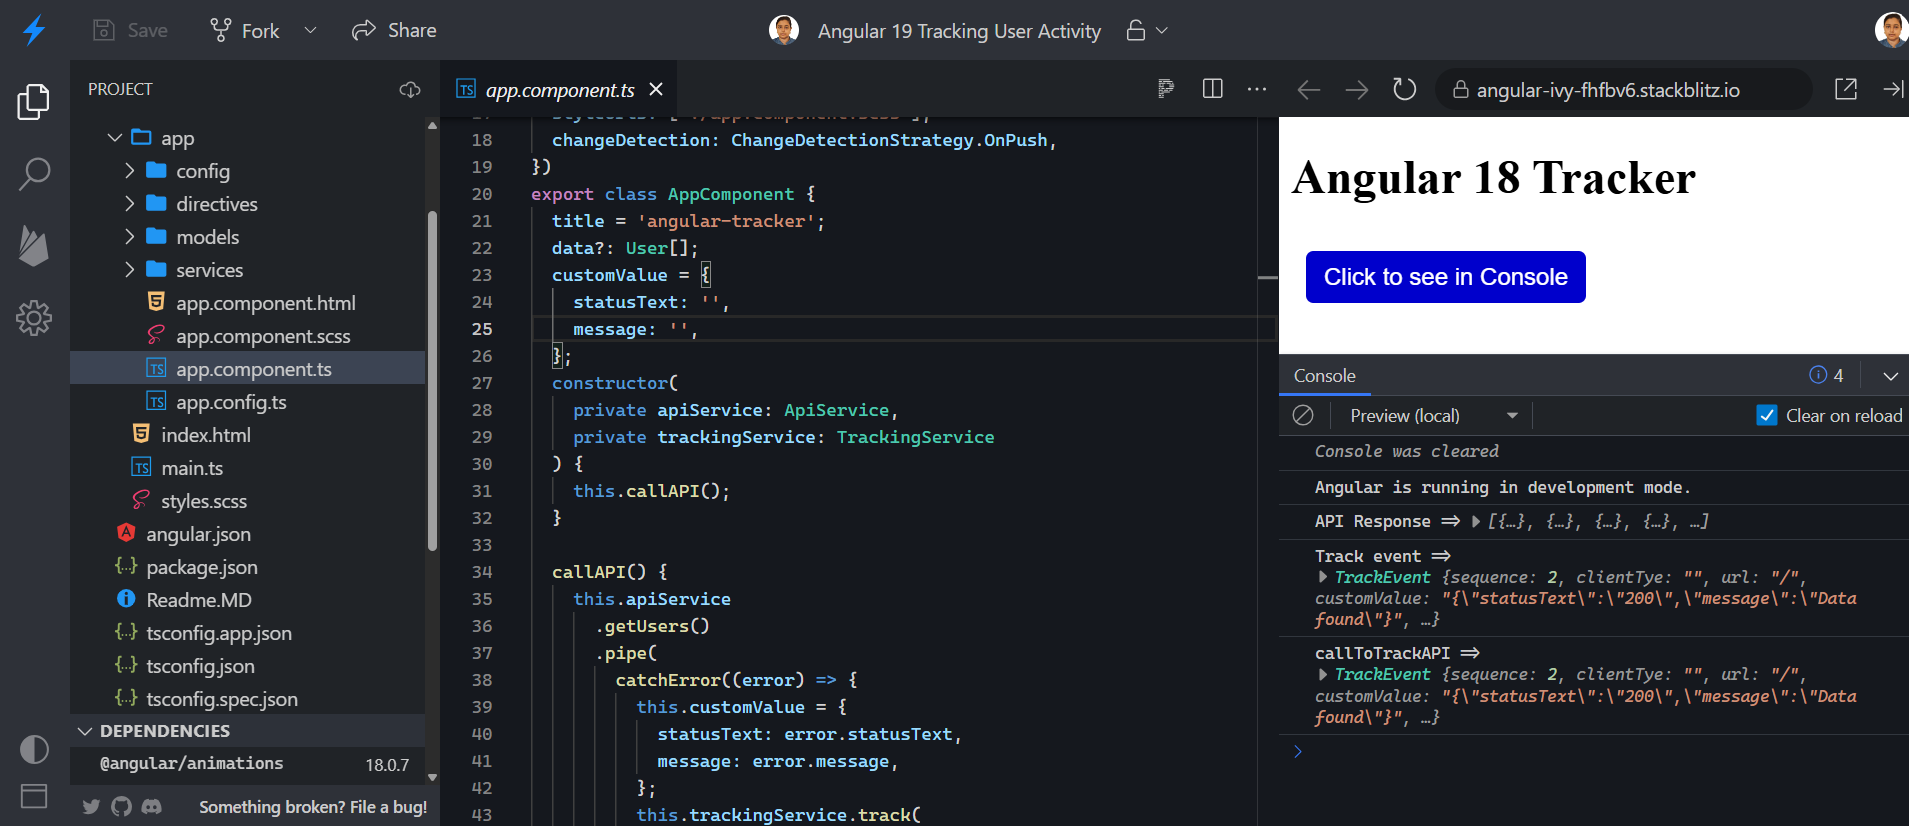 Save
Fork
Share
Angular 19 Tracking User Activity
PROJECT
app
config
directives
models
services
app.component.html
app.component.scss
app.component.ts
app.config.ts
index.html
main.ts
styles.scss
angular.json
package.json
Readme.MD
tsconfig.app.json
tsconfig.json
tsconfig.spec.json
DEPENDENCIES
@angular/animations 18.0.7
Something broken? File a bug!
TS app.component.ts
18 changeDetection: ChangeDetectionStrategy.OnPush,
19 })
20 export class AppComponent {
21 title = 'angular-tracker';
22 data?: User[];
23 customValue = {
24 statusText: '',
25 message: '',
26 };
27 constructor(
28 private apiService: ApiService,
29 private trackingService: TrackingService
30 ) {
31 this.callAPI();
32 }
33
34 callAPI() {
35 this.apiService
36 .getUsers()
37 .pipe(
38 catchError((error) => {
39 this.customValue = {
40 statusText: error.statusText,
41 message: error.message,
42 };
43 this.trackingService.track(
angular-ivy-fhfbv6.stackblitz.io
Angular 18 Tracker
Click to see in Console
Console
4
Preview (local)
Clear on reload
Console was cleared
Angular is running in development mode.
API Response => ▶ [{…}, {…}, {…}, {…}, …]
Track event =>
▶ TrackEvent {sequence: 2, clientTye: "", url: "/",
customValue: "{\"statusText\":\"200\",\"message\":\"Data
found\"}", …}
callToTrackAPI =>
▶ TrackEvent {sequence: 2, clientTye: "", url: "/",
customValue: "{\"statusText\":\"200\",\"message\":\"Data
found\"}", …}